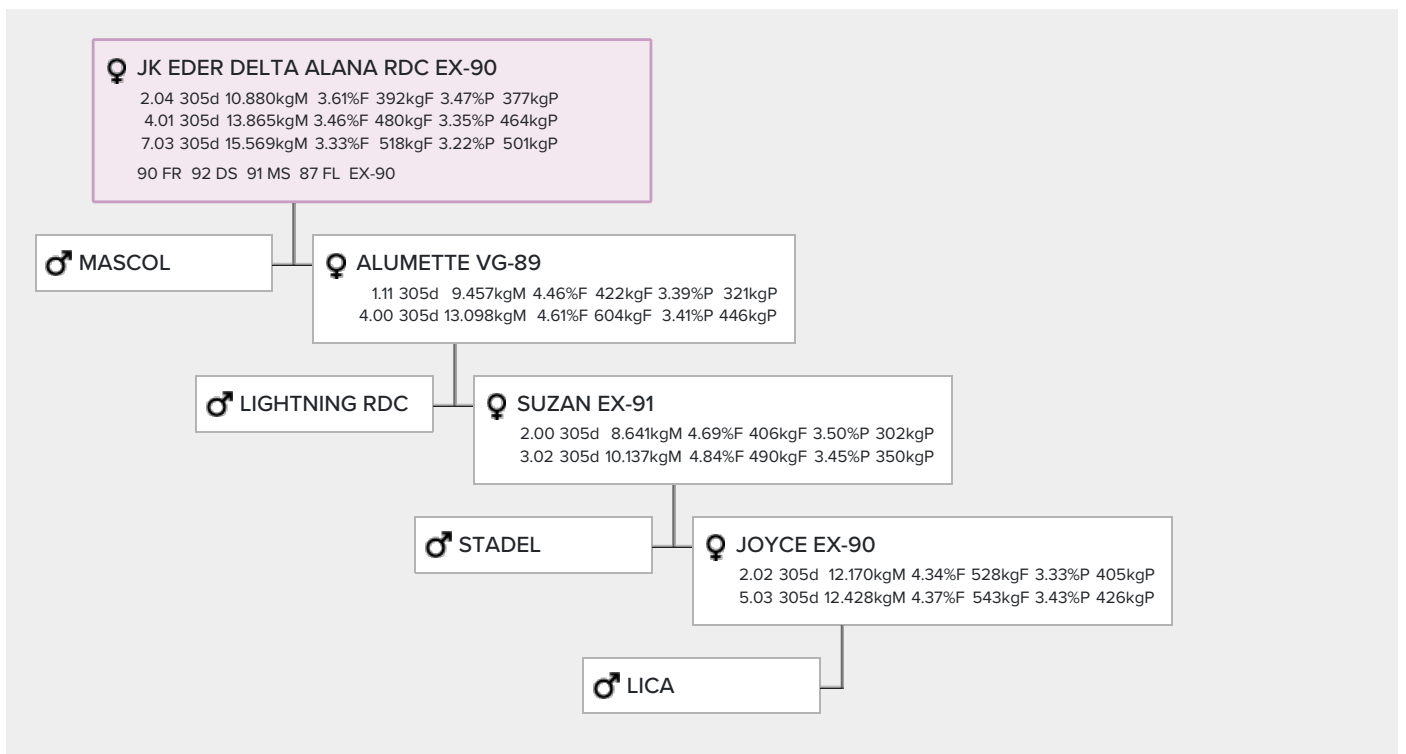 JK EDER DELTA ALANA RDC EX-90
2.04 305d 10.880kgM 3.61%F 392kgF 3.47%P 377kgP
4.01 305d 13.865kgM 3.46%F 480kgF 3.35%P 464kgP
7.03 305d 15.569kgM 3.33%F 518kgF 3.22%P 501kgP
90 FR 92 DS 91 MS 87 FL EX-90
MASCOL
ALUMETTE VG-89
1.11 305d 9.457kgM 4.46%F 422kgF 3.39%P 321kgP
4.00 305d 13.098kgM 4.61%F 604kgF 3.41%P 446kgP
LIGHTNING RDC
SUZAN EX-91
2.00 305d 8.641kgM 4.69%F 406kgF 3.50%P 302kgP
3.02 305d 10.137kgM 4.84%F 490kgF 3.45%P 350kgP
STADEL
JOYCE EX-90
2.02 305d 12.170kgM 4.34%F 528kgF 3.33%P 405kgP
5.03 305d 12.428kgM 4.37%F 543kgF 3.43%P 426kgP
LICA